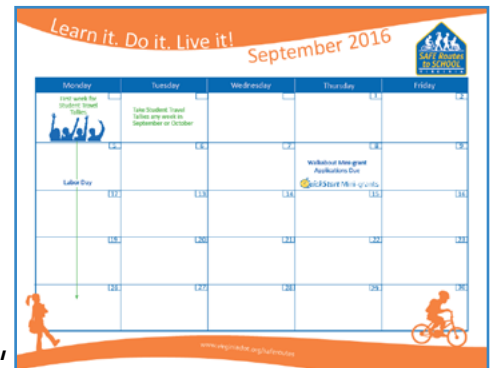 Learn it. Do it. Live it!
September 2016
SAFE Routes
to SCHOOL
VIRGINIA
Monday Tuesday Wednesday Thursday Friday
1 2
First week for
Student Travel
Tallies
Take Student Travel
Tallies any week in
September or October
5 6 7 8 9
Labor Day
Walkabout Mini-grant
Applications Due
QuickStart Mini-grants
12 13 14 15 16
19 20 21 22 23
26 27 28 29 30